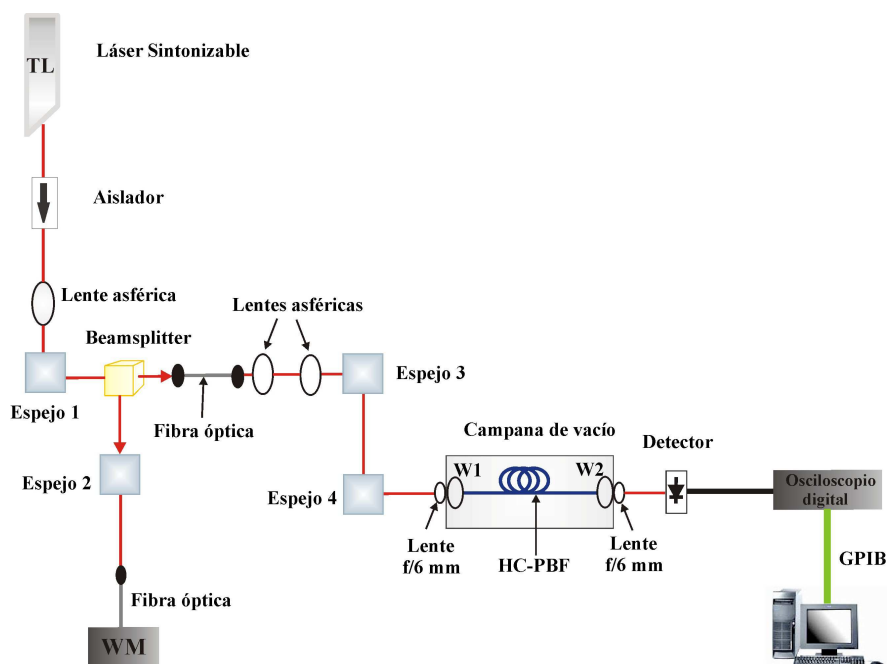 TL
Láser Sintonizable
Aislador
Lente asférica
Lentes asféricas
Beamsplitter
Espejo 1
Fibra óptica
Espejo 3
Espejo 2
Espejo 4
Campana de vacío
W1
W2
Detector
Osciloscopio
digital
Lente
f/6 mm
HC-PBF
Lente
f/6 mm
GPIB
Fibra óptica
WM